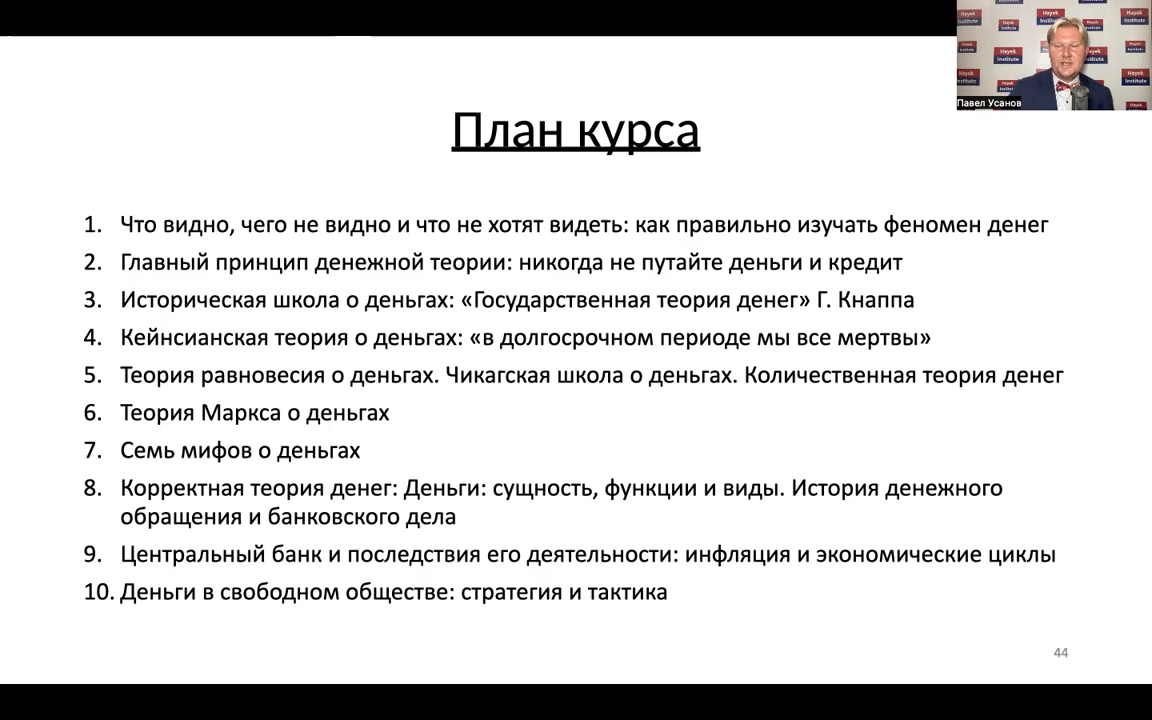 Hayek Institute
Павел Усанов
План курса
1. Что видно, чего не видно и что не хотят видеть: как правильно изучать феномен денег
2. Главный принцип денежной теории: никогда не путайте деньги и кредит
3. Историческая школа о деньгах: «Государственная теория денег» Г. Кнаппа
4. Кейнсианская теория о деньгах: «в долгосрочном периоде мы все мертвы»
5. Теория равновесия о деньгах. Чикагская школа о деньгах. Количественная теория денег
6. Теория Маркса о деньгах
7. Семь мифов о деньгах
8. Корректная теория денег: Деньги: сущность, функции и виды. История денежного
обращения и банковского дела
9. Центральный банк и последствия его деятельности: инфляция и экономические циклы
10. Деньги в свободном обществе: стратегия и тактика
44